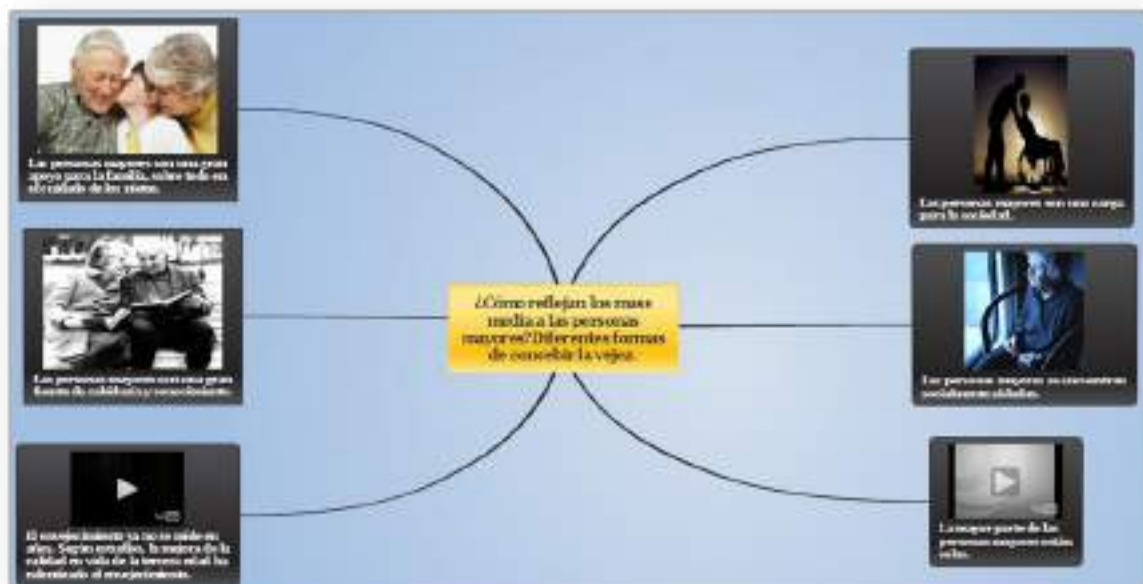 Las personas mayores son una gran
apoyo para la familia, sobre todo en
el cuidado de los nietos.
Las personas mayores son una gran
fuente de sabiduría y conocimiento.
El envejecimiento ya no se mide en
años. Según estudios, la mejora de la
calidad en vida de la tercera edad ha
ralentizado el envejecimiento.
¿Cómo reflejan los mass
media a las personas
mayores?Diferentes formas
de concebir la vejez.
Las personas mayores son una carga
para la sociedad.
Las personas mayores se encuentran
socialmente aisladas.
La mayor parte de las
personas mayores están
solas.